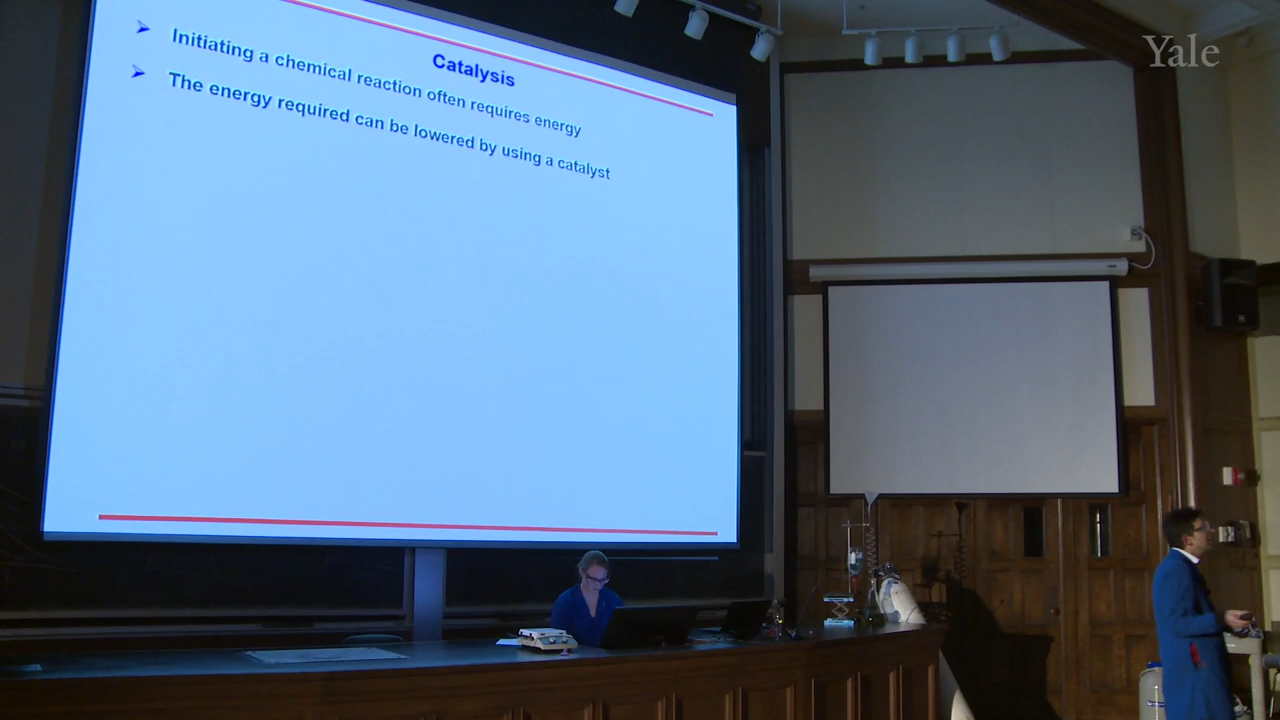 Yale
Catalysis
Initiating a chemical reaction often requires energy
The energy required can be lowered by using a catalyst